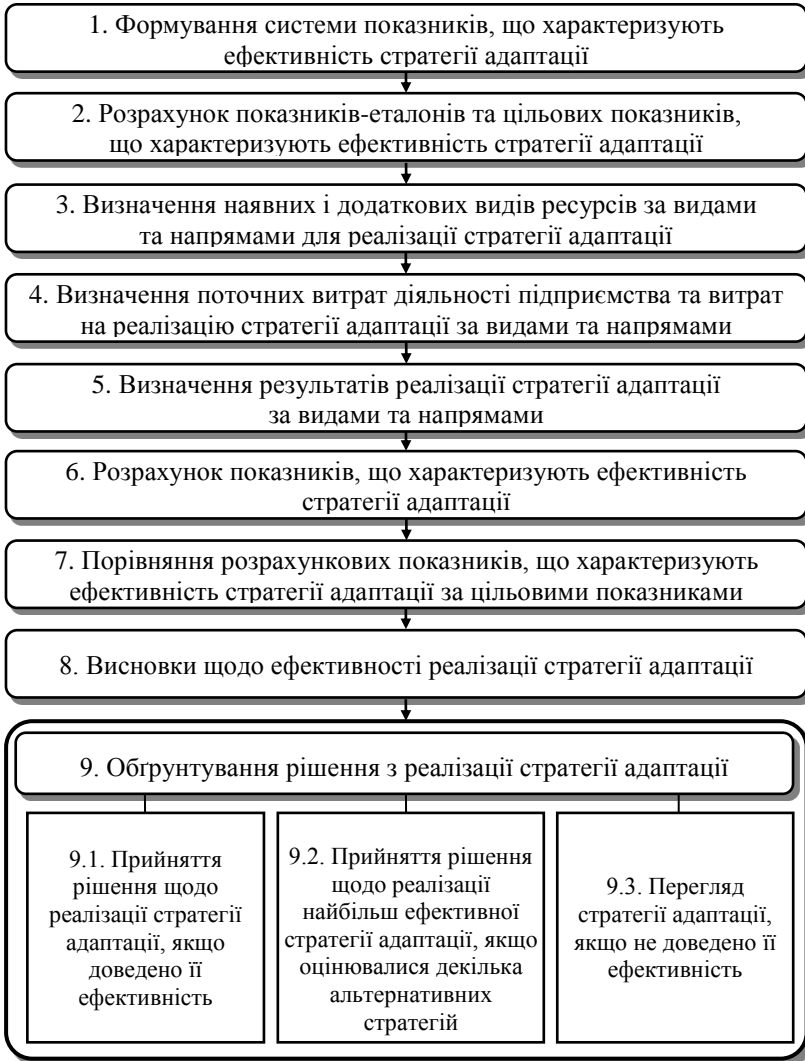 1. Формування системи показників, що характеризують
ефективність стратегії адаптації
2. Розрахунок показників-еталонів та цільових показників,
що характеризують ефективність стратегії адаптації
3. Визначення наявних і додаткових видів ресурсів за видами
та напрямами для реалізації стратегії адаптації
4. Визначення поточних витрат діяльності підприємства та витрат
на реалізацію стратегії адаптації за видами та напрямами
5. Визначення результатів реалізації стратегії адаптації
за видами та напрямами
6. Розрахунок показників, що характеризують ефективність
стратегії адаптації
7. Порівняння розрахункових показників, що характеризують
ефективність стратегії адаптації за цільовими показниками
8. Висновки щодо ефективності реалізації стратегії адаптації
9. Обґрунтування рішення з реалізації стратегії адаптації
9.1. Прийняття
рішення щодо
реалізації стратегії
адаптації, якщо
доведено її
ефективність
9.2. Прийняття рішення
щодо реалізації
найбільш ефективної
стратегії адаптації, якщо
оцінювалися декілька
альтернативних
стратегій
9.3. Перегляд
стратегії адаптації,
якщо не доведено її
ефективність